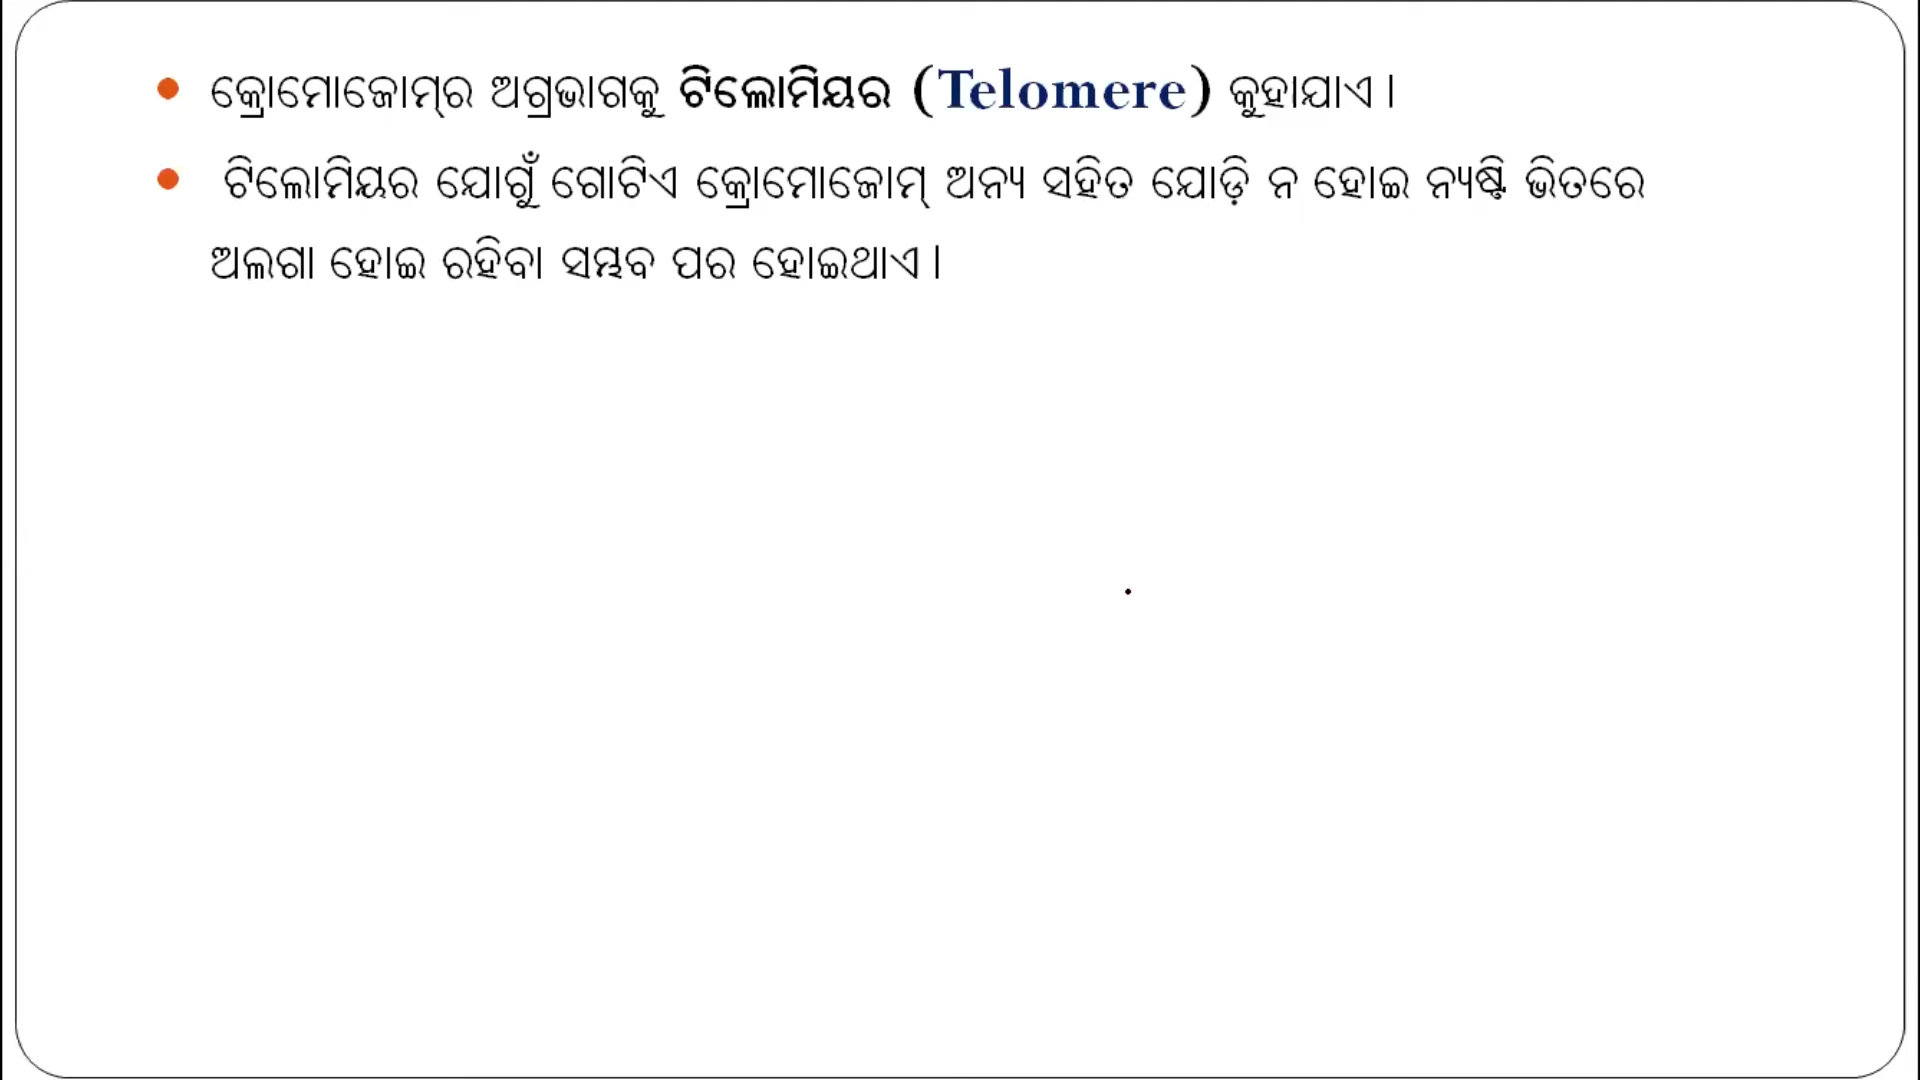 • କ୍ରୋମୋଜୋମ୍‌ର ଅଗ୍ରଭାଗକୁ ଟିଲୋମିୟର (Telomere) କୁହାଯାଏ ।
• ଟିଲୋମିୟର ଯୋଗୁଁ ଗୋଟିଏ କ୍ରୋମୋଜୋମ୍ ଅନ୍ୟ ସହିତ ଯୋଡ଼ି ନ ହୋଇ ନ୍ୟଷ୍ଟି ଭିତରେ
ଅଲଗା ହୋଇ ରହିବା ସମ୍ଭବ ପର ହୋଇଥାଏ ।